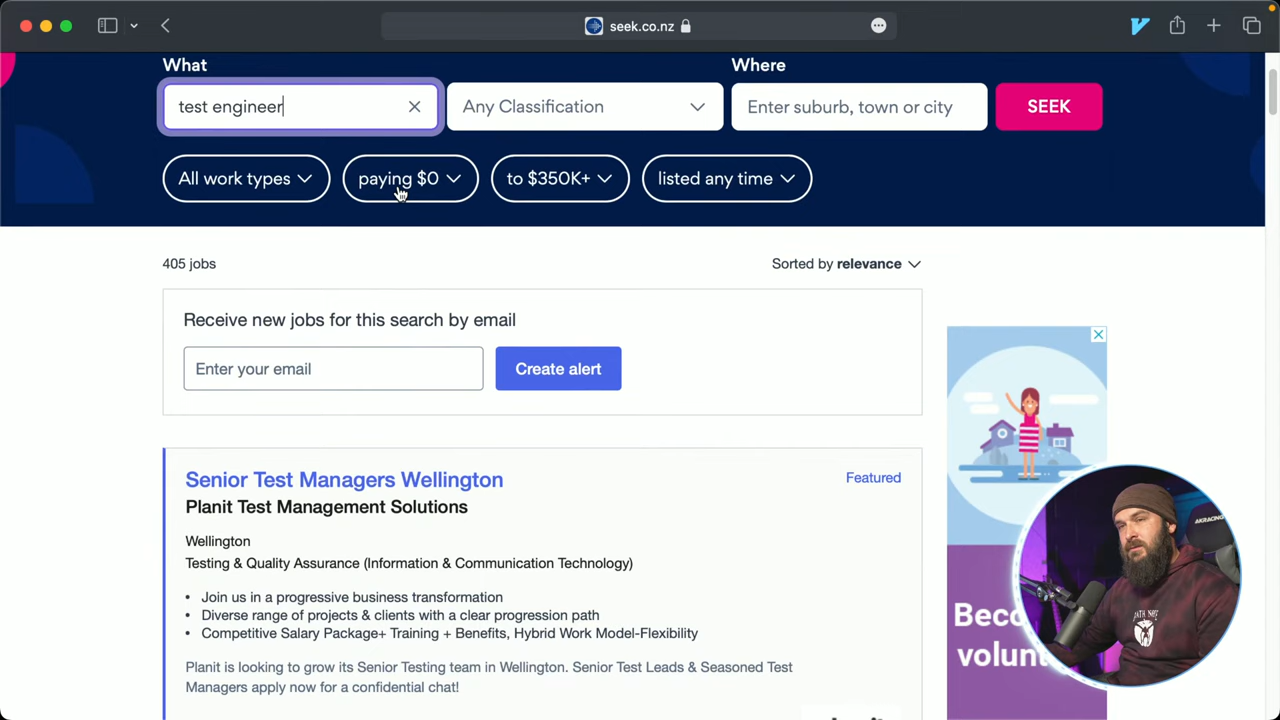 seek.co.nz
What
Where
test engineer
Any Classification
Enter suburb, town or city
SEEK
All work types
paying $0
to $350K+
listed any time
405 jobs
Sorted by relevance
Receive new jobs for this search by email
Enter your email
Create alert
Senior Test Managers Wellington
Featured
Planit Test Management Solutions
Wellington
Testing & Quality Assurance (Information & Communication Technology)
• Join us in a progressive business transformation
• Diverse range of projects & clients with a clear progression path
• Competitive Salary Package+ Training + Benefits, Hybrid Work Model-Flexibility
Planit is looking to grow its Senior Testing team in Wellington. Senior Test Leads & Seasoned Test
Managers apply now for a confidential chat!
AKRACING